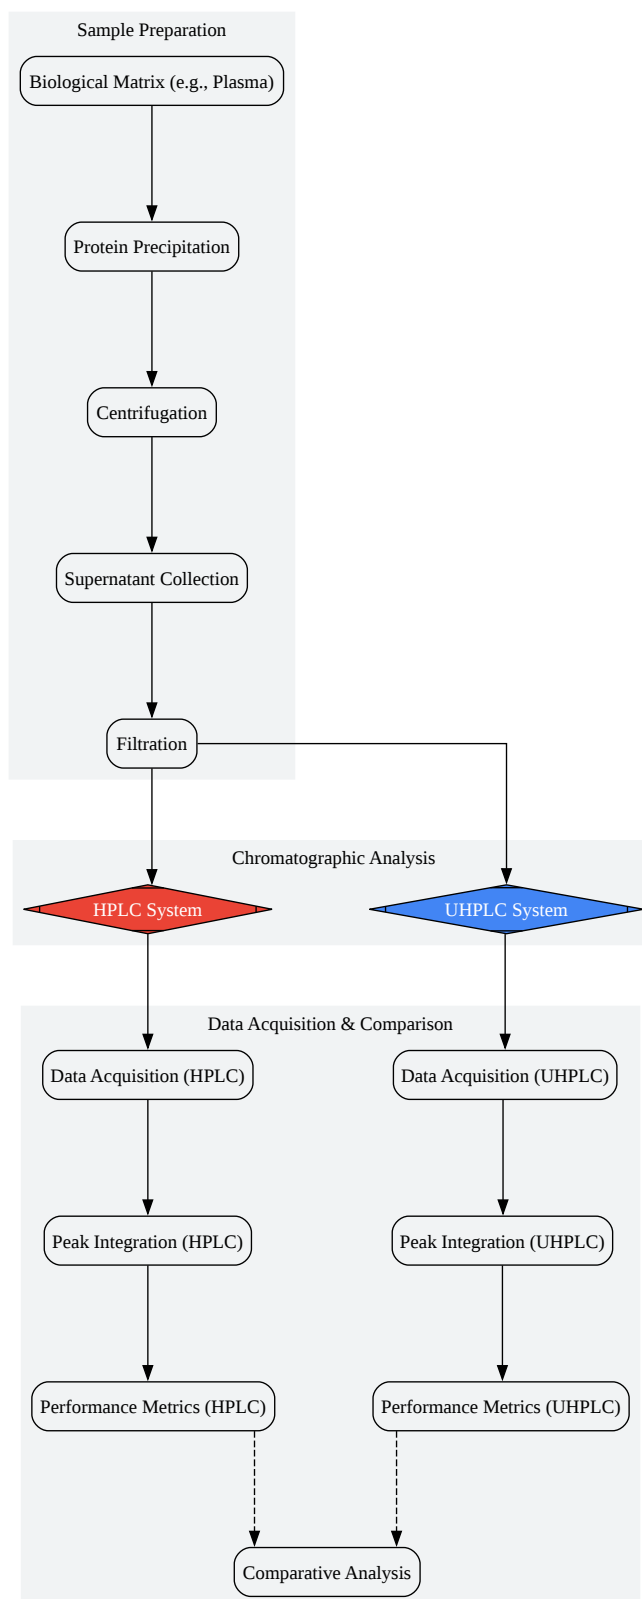 Sample Preparation
Biological Matrix (e.g., Plasma)
Protein Precipitation
Centrifugation
Supernatant Collection
Filtration
Chromatographic Analysis
HPLC System
UHPLC System
Data Acquisition & Comparison
Data Acquisition (HPLC)
Data Acquisition (UHPLC)
Peak Integration (HPLC)
Peak Integration (UHPLC)
Performance Metrics (HPLC)
Performance Metrics (UHPLC)
Comparative Analysis